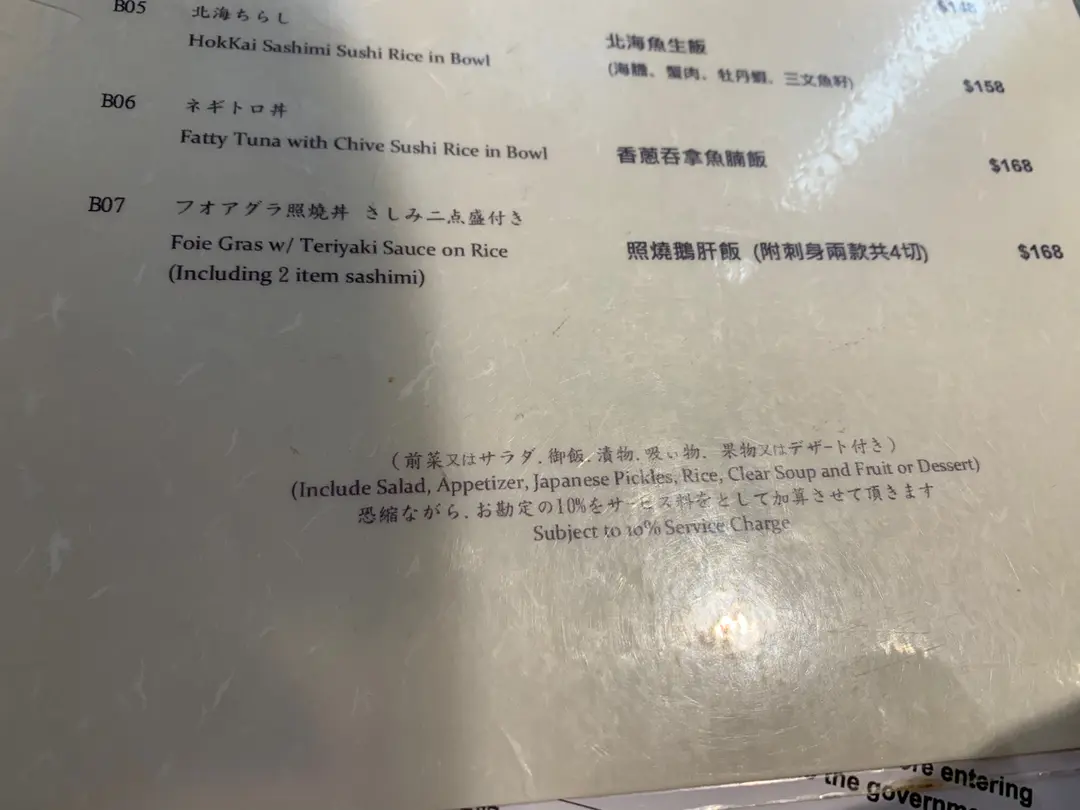 B05 北海ちらし $148
HokKai Sashimi Sushi Rice in Bowl 北海魚生飯
(海膽、蟹肉、牡丹蝦、三文魚籽) $158
B06 ネギトロ丼
Fatty Tuna with Chive Sushi Rice in Bowl 香蔥吞拿魚腩飯 $168
B07 フオアグラ照焼丼 さしみ二点盛付き
Foie Gras w/ Teriyaki Sauce on Rice 照燒鵝肝飯 (附刺身兩款共4切) $168
(Including 2 item sashimi)
(前菜又はサラダ.御飯.漬物.吸い物、果物又はデザート付き)
(Include Salad, Appetizer, Japanese Pickles, Rice, Clear Soup and Fruit or Dessert)
恐縮ながら、お勘定の10%をサービス料をとして加算させて頂きます
Subject to 10% Service Charge
entering
the